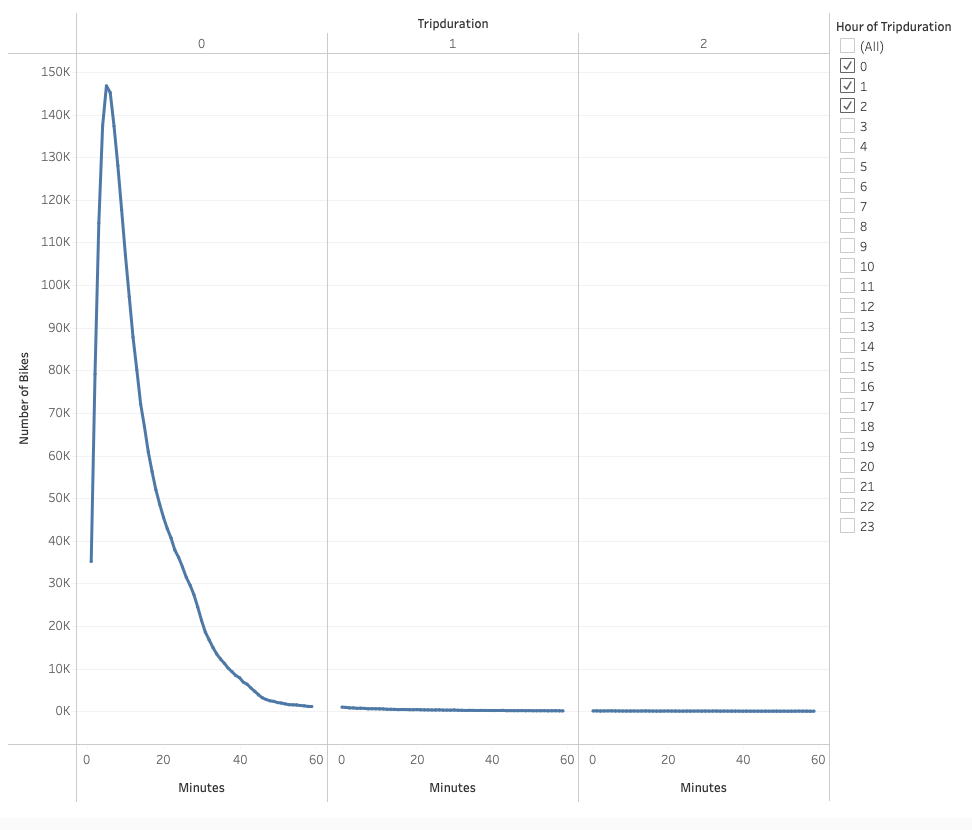 Tripduration
0 1 2
150K
140K
130K
120K
110K
100K
90K
80K
70K
60K
50K
40K
30K
20K
10K
0K
Number of Bikes
0 20 40 60 0 20 40 60 0 20 40 60
Minutes Minutes Minutes
Hour of Tripduration
(All)
0
1
2
3
4
5
6
7
8
9
10
11
12
13
14
15
16
17
18
19
20
21
22
23